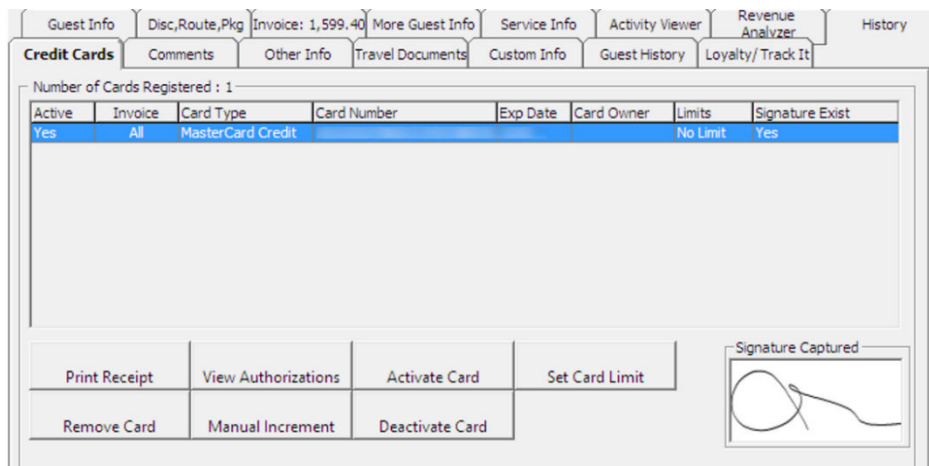 Guest Info Disc,Route,Pkg Invoice: 1,599.40 More Guest Info Service Info Activity Viewer Revenue Analyzer History
Credit Cards Comments Other Info Travel Documents Custom Info Guest History Loyalty/ Track It
Number of Cards Registered : 1
Active Invoice Card Type Card Number Exp Date Card Owner Limits Signature Exist
Yes All MasterCard Credit No Limit Yes
Signature Captured
Print Receipt View Authorizations Activate Card Set Card Limit
Remove Card Manual Increment Deactivate Card